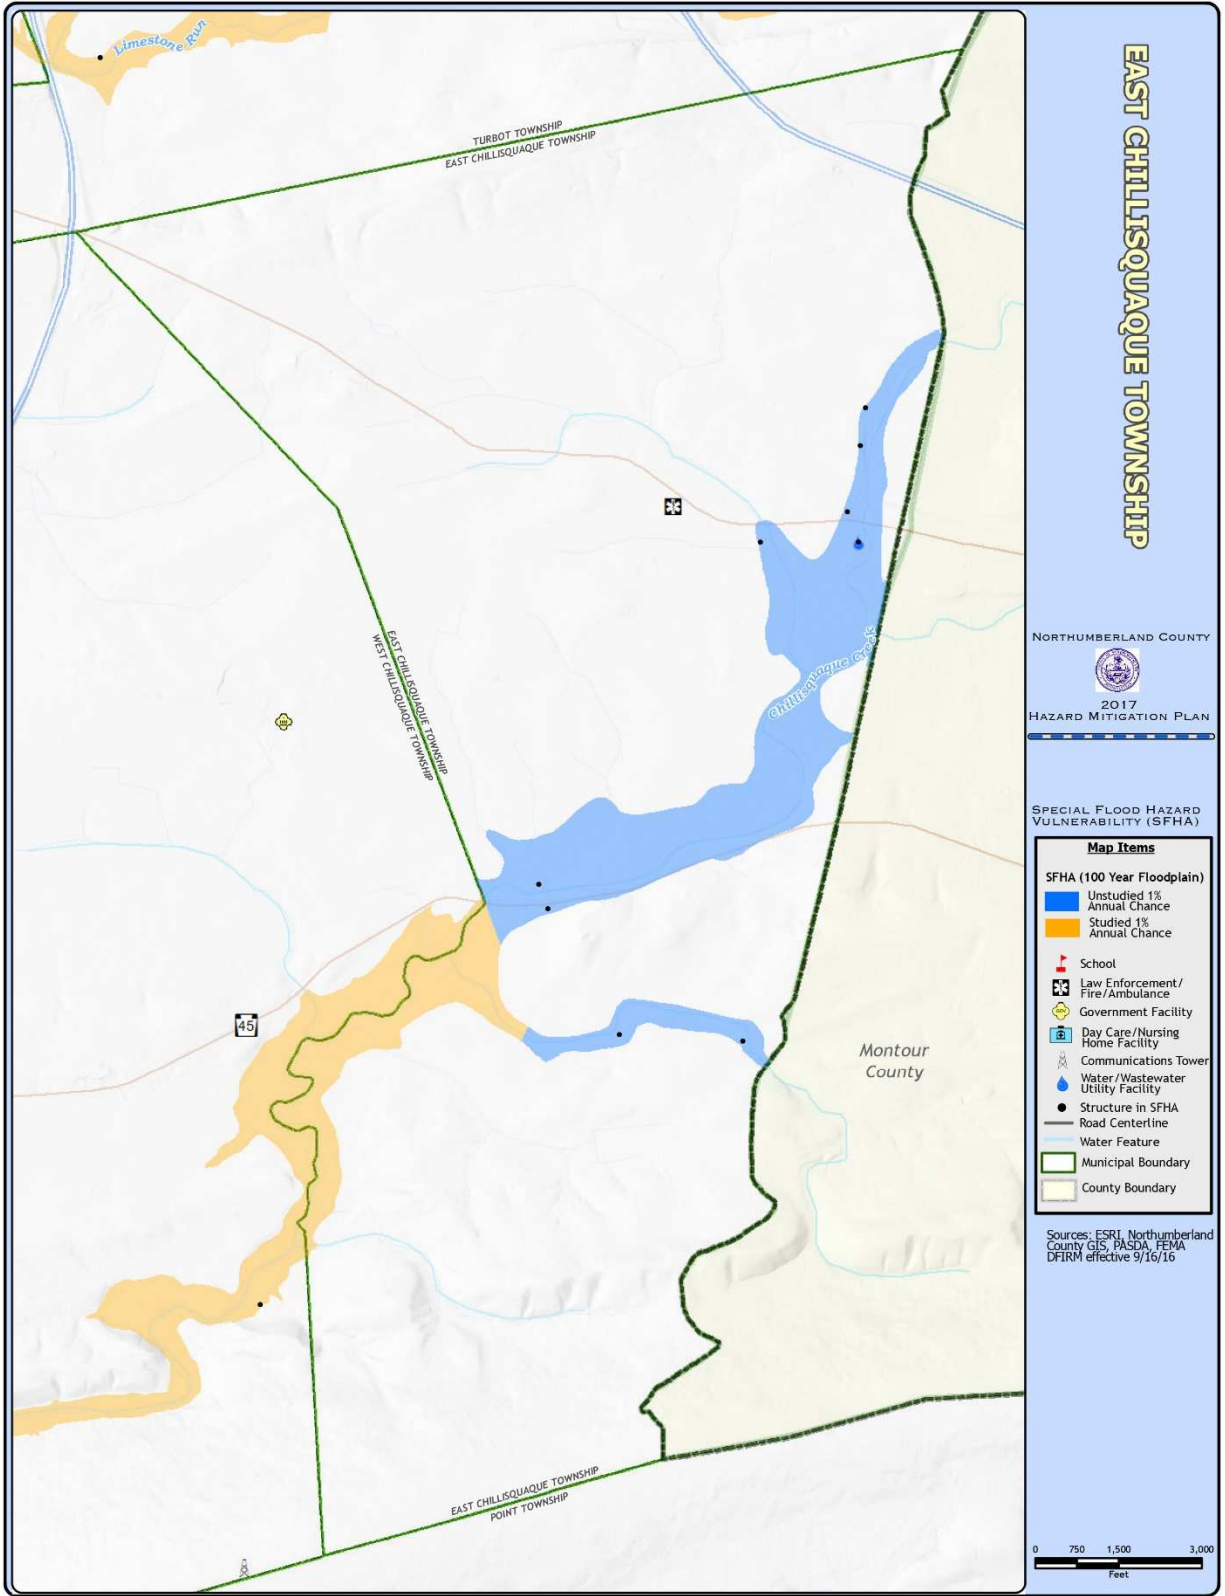 Limestone Run
TURBOT TOWNSHIP
EAST CHILLISQUAQUE TOWNSHIP
EAST CHILLISQUAQUE TOWNSHIP
WEST CHILLISQUAQUE TOWNSHIP
Chillisquaque Creek
45
Montour
County
EAST CHILLISQUAQUE TOWNSHIP
POINT TOWNSHIP
EAST CHILLISQUAQUE TOWNSHIP
NORTHUMBERLAND COUNTY
2017
HAZARD MITIGATION PLAN
SPECIAL FLOOD HAZARD
VULNERABILITY (SFHA)
Map Items
SFHA (100 Year Floodplain)
Unstudied 1%
Annual Chance
Studied 1%
Annual Chance
School
Law Enforcement/
Fire/Ambulance
Government Facility
Day Care/Nursing
Home Facility
Communications Tower
Water/Wastewater
Utility Facility
Structure in SFHA
Road Centerline
Water Feature
Municipal Boundary
County Boundary
Sources: ESRI, Northumberland
County GIS, PASDA, FEMA
DFIRM effective 9/16/16
0 750 1,500 3,000
Feet